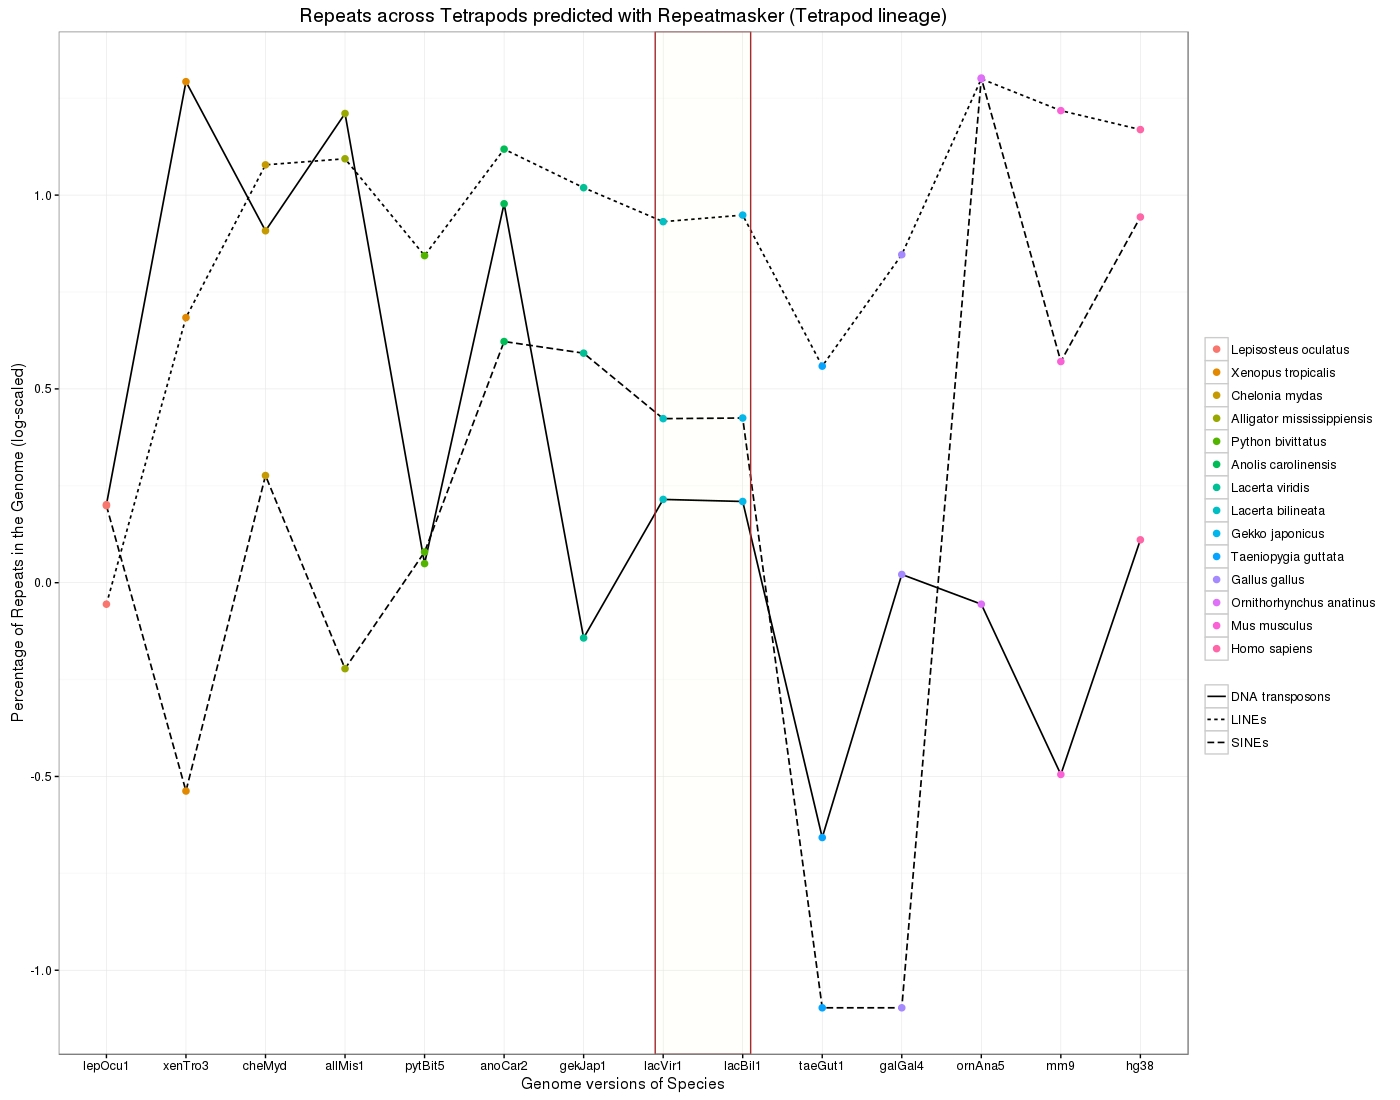 Repeats across Tetrapods predicted with Repeatmasker (Tetrapod lineage)
Percentage of Repeats in the Genome (log-scaled)
1.0
0.5
0.0
-0.5
-1.0
lepOcu1 xenTro3 cheMyd allMis1 pytBit5 anoCar2 gekJap1 lacVir1 lacBil1 taeGut1 galGal4 ornAna5 mm9 hg38
Genome versions of Species
Lepisosteus oculatus
Xenopus tropicalis
Chelonia mydas
Alligator mississippiensis
Python bivittatus
Anolis carolinensis
Lacerta viridis
Lacerta bilineata
Gekko japonicus
Taeniopygia guttata
Gallus gallus
Ornithorhynchus anatinus
Mus musculus
Homo sapiens
DNA transposons
LINEs
SINEs